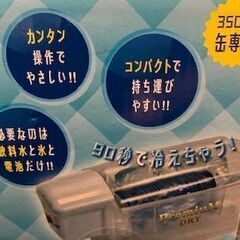 カンタン
操作で
やさしい!!
コンパクトで
持ち運び
やすい!!
350
缶専
必要なのは
飲料水と氷と
電池だけ!!
90秒で冷えちゃう!
PremiuM
DRY